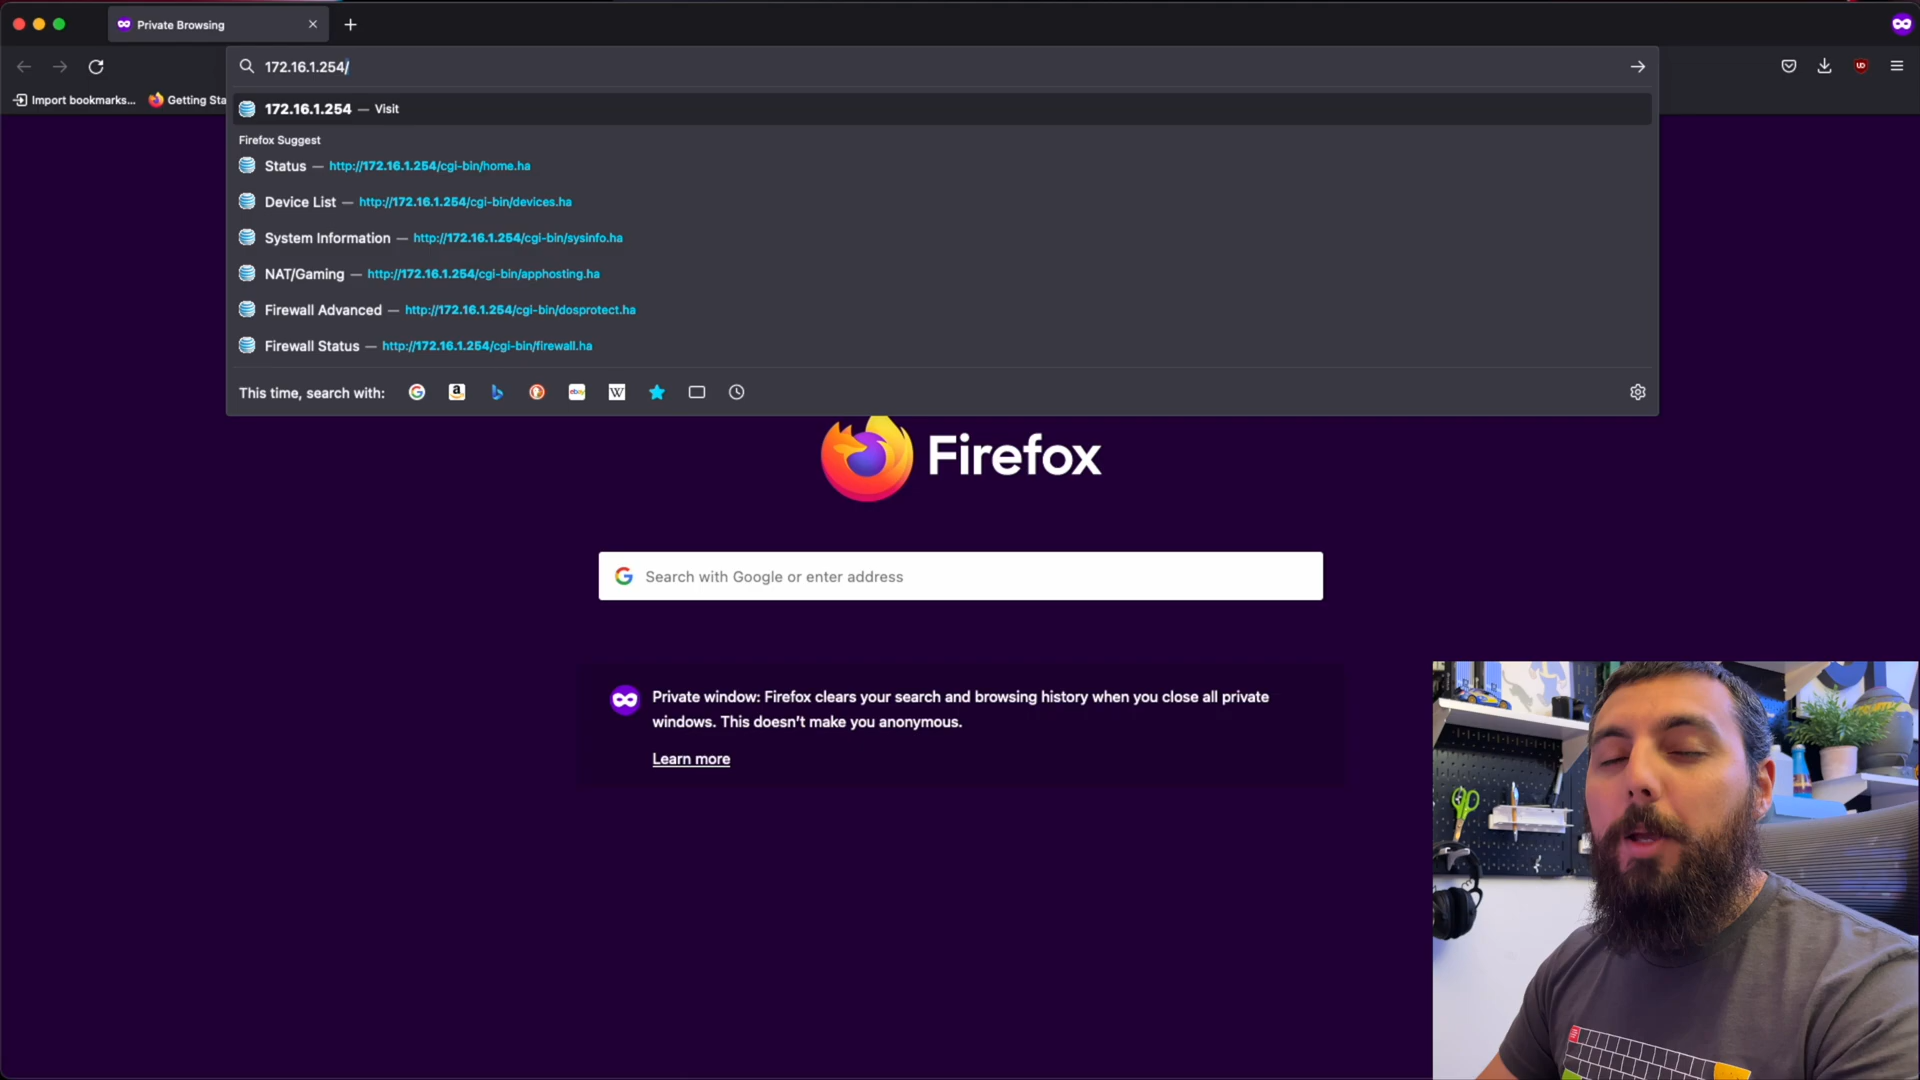 Private Browsing
172.16.1.254/
Import bookmarks...
Getting Sta
172.16.1.254 — Visit
Firefox Suggest
Status — http://172.16.1.254/cgi-bin/home.ha
Device List — http://172.16.1.254/cgi-bin/devices.ha
System Information — http://172.16.1.254/cgi-bin/sysinfo.ha
NAT/Gaming — http://172.16.1.254/cgi-bin/apphosting.ha
Firewall Advanced — http://172.16.1.254/cgi-bin/dosprotect.ha
Firewall Status — http://172.16.1.254/cgi-bin/firewall.ha
This time, search with:
Firefox
Search with Google or enter address
Private window: Firefox clears your search and browsing history when you close all private
windows. This doesn't make you anonymous.
Learn more